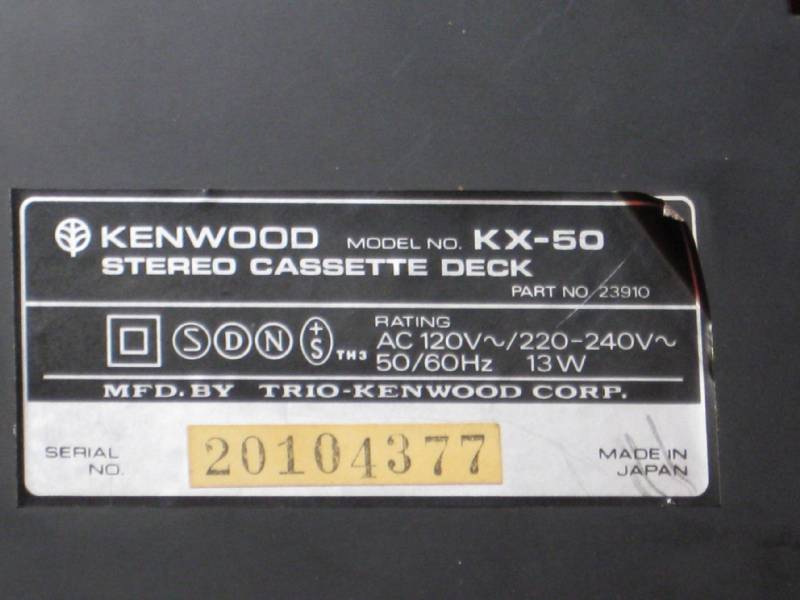 KENWOOD MODEL NO. KX-50
STEREO CASSETTE DECK
PART NO. 23910
S D N +S TH3
RATING
AC 120V~/220-240V~
50/60Hz 13W
MFD. BY TRIO-KENWOOD CORP.
SERIAL NO. 20104377
MADE IN JAPAN